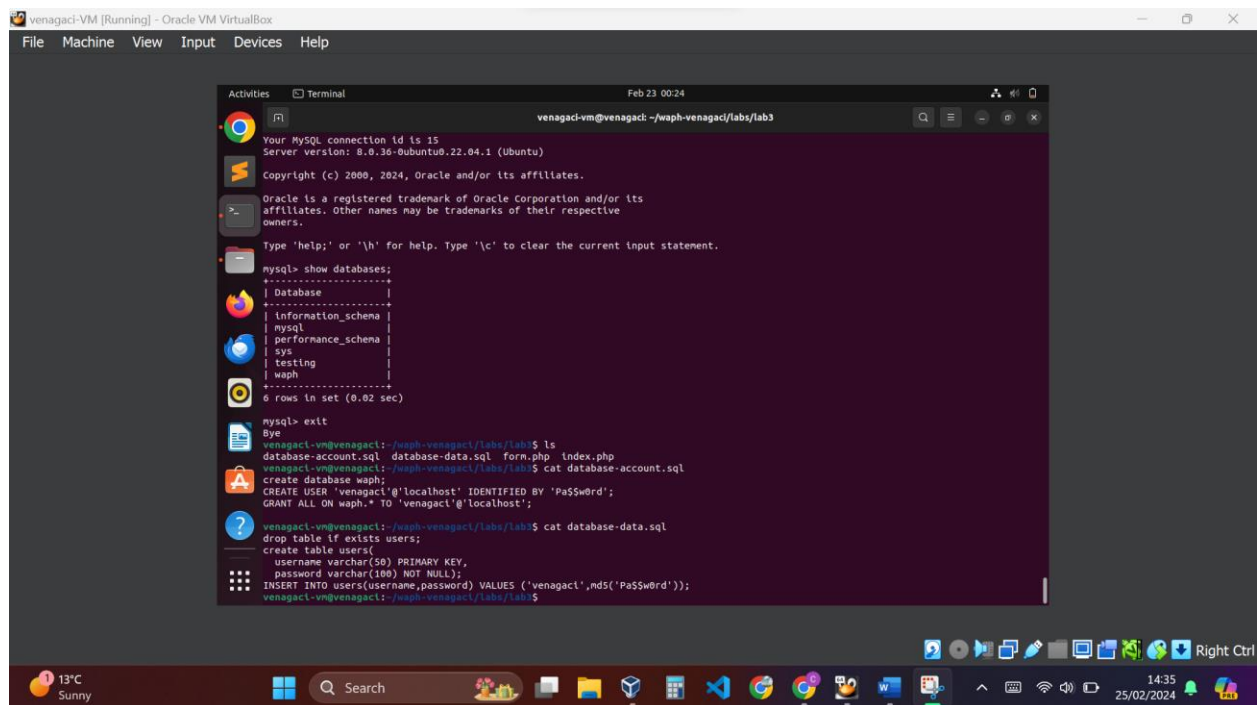 venagaci-VM [Running] - Oracle VM VirtualBox
File Machine View Input Devices Help
Activities Terminal Feb 23 00:24
venagaci-vm@venagaci: ~/waph-venagaci/labs/lab3
Your MySQL connection id is 15
Server version: 8.0.36-0ubuntu0.22.04.1 (Ubuntu)
Copyright (c) 2000, 2024, Oracle and/or its affiliates.
Oracle is a registered trademark of Oracle Corporation and/or its
affiliates. Other names may be trademarks of their respective
owners.
Type 'help;' or '\h' for help. Type '\c' to clear the current input statement.
mysql> show databases;
+--------------------+
| Database           |
+--------------------+
| information_schema |
| mysql              |
| performance_schema |
| sys                |
| testing            |
| waph               |
+--------------------+
6 rows in set (0.02 sec)
mysql> exit
Bye
venagaci-vm@venagaci:~/waph-venagaci/labs/lab3$ ls
database-account.sql  database-data.sql  form.php  index.php
venagaci-vm@venagaci:~/waph-venagaci/labs/lab3$ cat database-account.sql
create database waph;
CREATE USER 'venagaci'@'localhost' IDENTIFIED BY 'Pa$$w0rd';
GRANT ALL ON waph.* TO 'venagaci'@'localhost';
venagaci-vm@venagaci:~/waph-venagaci/labs/lab3$ cat database-data.sql
drop table if exists users;
create table users(
  username varchar(50) PRIMARY KEY,
  password varchar(100) NOT NULL);
INSERT INTO users(username,password) VALUES ('venagaci',md5('Pa$$w0rd'));
venagaci-vm@venagaci:~/waph-venagaci/labs/lab3$
Right Ctrl
1 13°C
Sunny
Search
14:35
25/02/2024
PRE